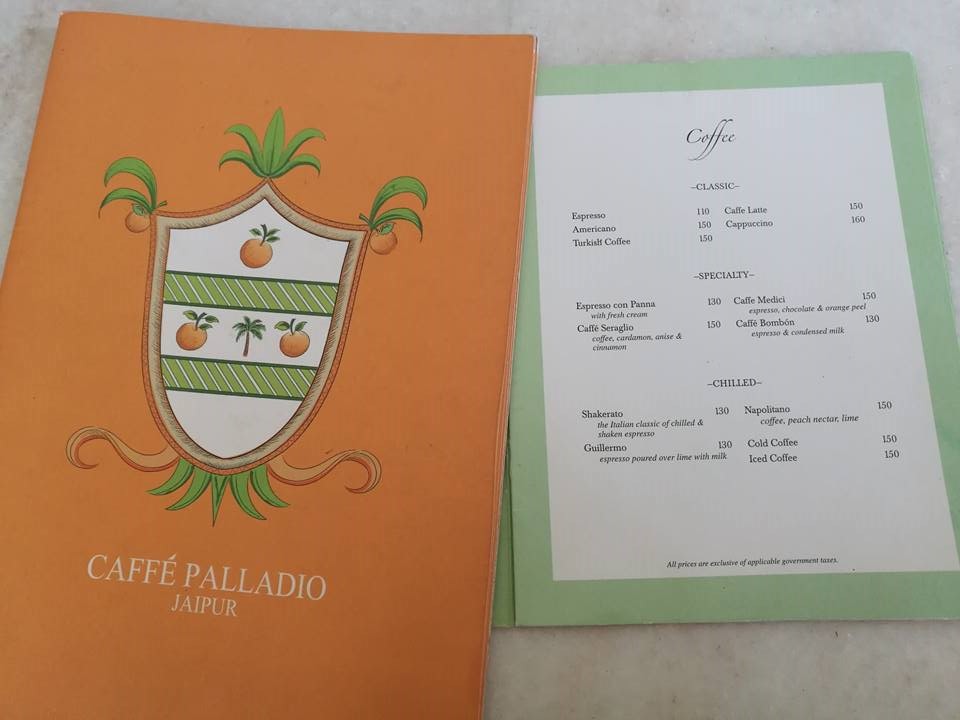 CAFFÉ PALLADIO
JAIPUR
Coffee
–CLASSIC–
Espresso 110
Americano 150
Turkish Coffee 150
Caffe Latte 150
Cappuccino 160
–SPECIALTY–
Espresso con Panna 130
with fresh cream
Caffé Seraglio 150
coffee, cardamon, anise &
cinnamon
Caffe Medici 150
espresso, chocolate & orange peel
Caffé Bombón 130
espresso & condensed milk
–CHILLED–
Shakerato 130
the Italian classic of chilled &
shaken espresso
Guillermo 130
espresso poured over lime with milk
Napolitano 150
coffee, peach nectar, lime
Cold Coffee 150
Iced Coffee 150
All prices are exclusive of applicable government taxes.